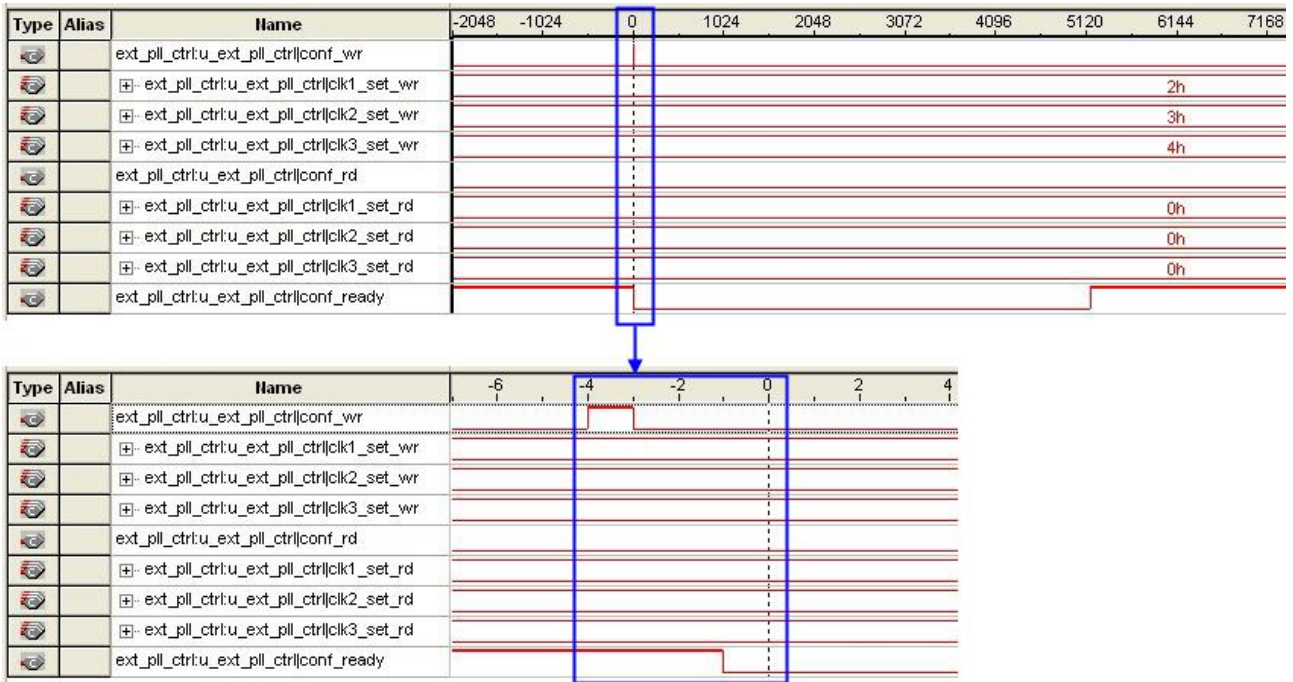 Type Alias Name -2048 -1024 0 1024 2048 3072 4096 5120 6144 7168
ext_pll_ctrl:u_ext_pll_ctrl|conf_wr
ext_pll_ctrl:u_ext_pll_ctrl|clk1_set_wr 2h
ext_pll_ctrl:u_ext_pll_ctrl|clk2_set_wr 3h
ext_pll_ctrl:u_ext_pll_ctrl|clk3_set_wr 4h
ext_pll_ctrl:u_ext_pll_ctrl|conf_rd
ext_pll_ctrl:u_ext_pll_ctrl|clk1_set_rd 0h
ext_pll_ctrl:u_ext_pll_ctrl|clk2_set_rd 0h
ext_pll_ctrl:u_ext_pll_ctrl|clk3_set_rd 0h
ext_pll_ctrl:u_ext_pll_ctrl|conf_ready
Type Alias Name -6 -4 -2 0 2 4
ext_pll_ctrl:u_ext_pll_ctrl|conf_wr
ext_pll_ctrl:u_ext_pll_ctrl|clk1_set_wr
ext_pll_ctrl:u_ext_pll_ctrl|clk2_set_wr
ext_pll_ctrl:u_ext_pll_ctrl|clk3_set_wr
ext_pll_ctrl:u_ext_pll_ctrl|conf_rd
ext_pll_ctrl:u_ext_pll_ctrl|clk1_set_rd
ext_pll_ctrl:u_ext_pll_ctrl|clk2_set_rd
ext_pll_ctrl:u_ext_pll_ctrl|clk3_set_rd
ext_pll_ctrl:u_ext_pll_ctrl|conf_ready